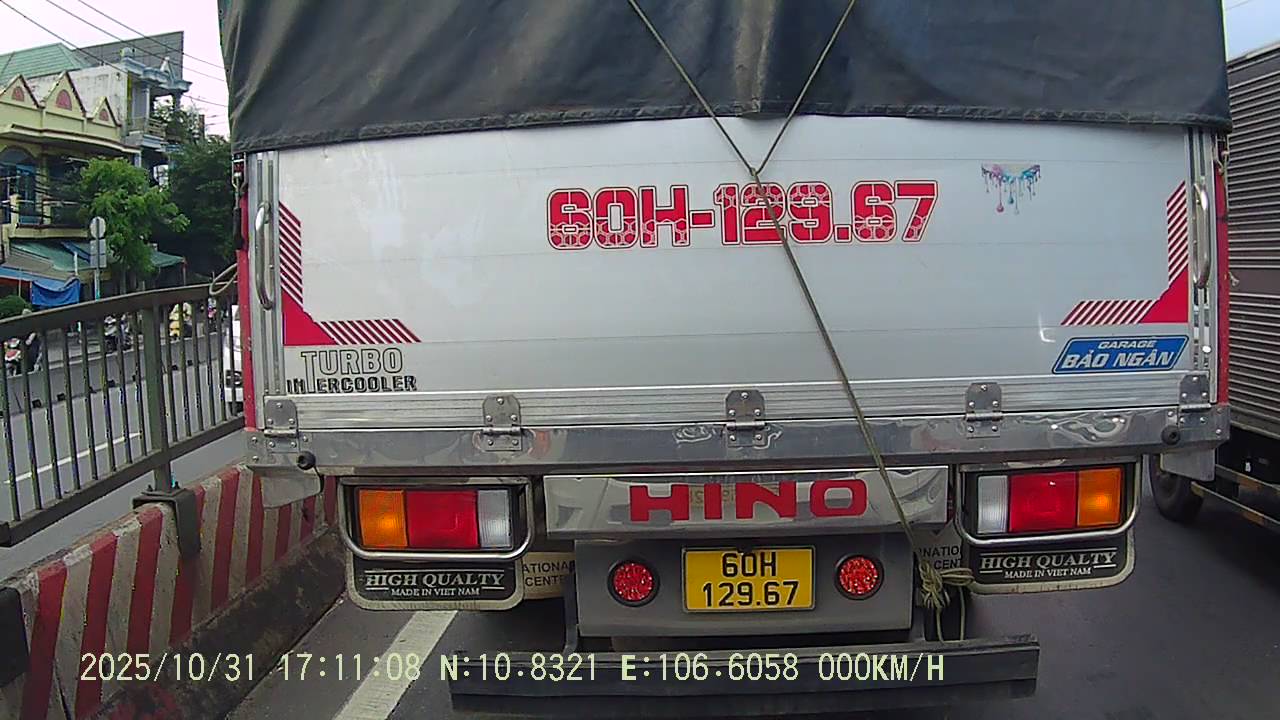 60H-129.67
TURBO
INTERCOOLER
GARAGE
BẢO NGÂN
HINO
HIGH QUALTY
MADE IN VIET NAM
60H
129.67
HIGH QUALTY
MADE IN VIET NAM
2025/10/31 17:11:08 N:10.8321 E:106.6058 000KM/H